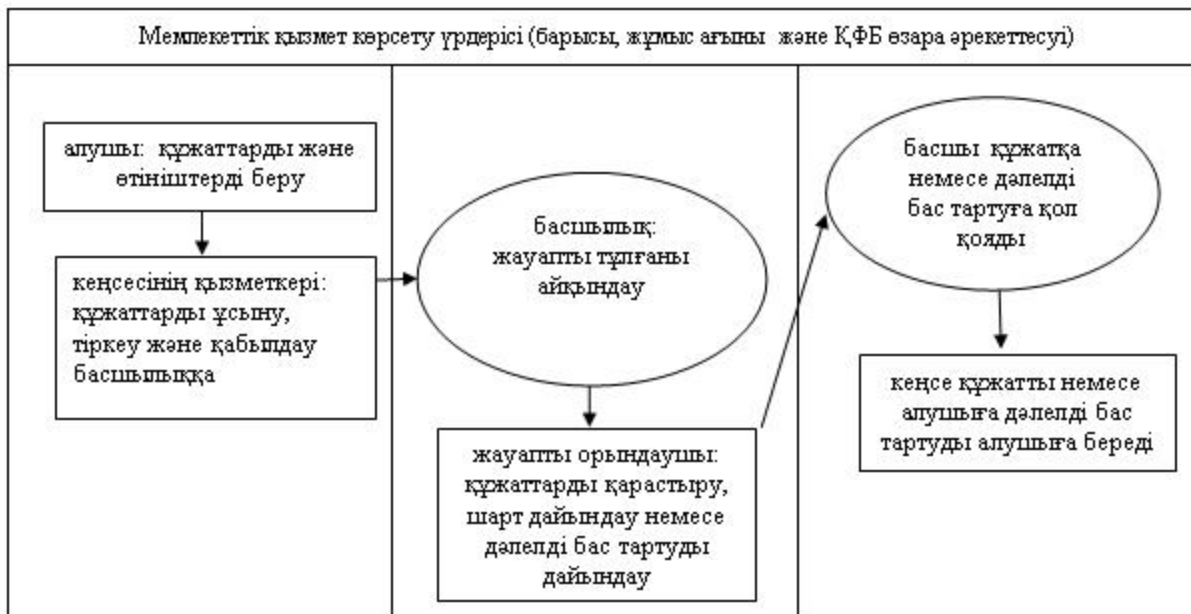 Мемлекеттік қызмет көрсету үрдерісі (барысы, жұмыс ағыны және ҚФБ өзара әрекеттесуі)
алушы: құжаттарды және
өтініштерді беру
кеңсесінің қызметкері:
құжаттарды ұсыну,
тіркеу және қабылдау
басшылыққа
басшылық:
жауапты тұлғаны
айқындау
жауапты орындаушы:
құжаттарды қарастыру,
шарт дайындау немесе
дәлелді бас тартуды
дайындау
басшы құжатқа
немесе дәлелді
бас тартуға қол
қояды
кеңсе құжатты немесе
алушыға дәлелді бас
тартуды алушыға береді